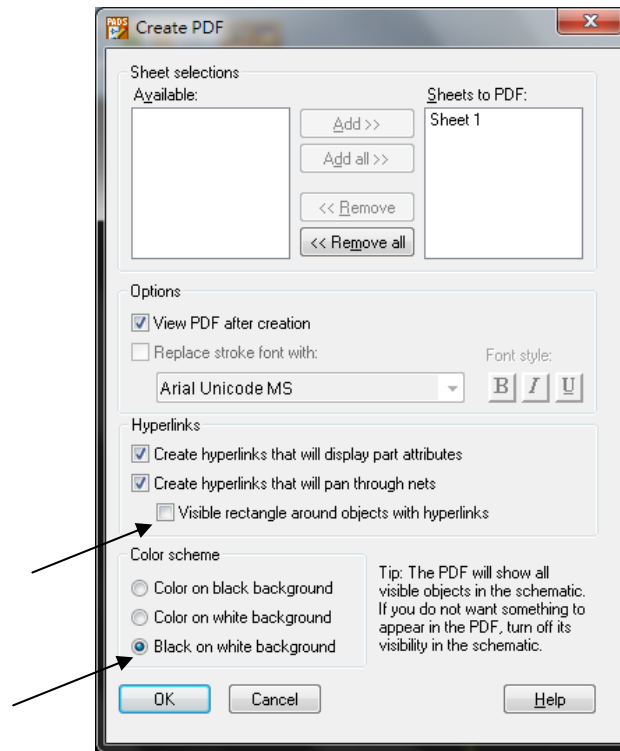 PADS
Create PDF
Sheet selections
Available:
Sheets to PDF:
Sheet 1
Add >>
Add all >>
<< Remove
<< Remove all
Options
View PDF after creation
Replace stroke font with:
Font style:
Arial Unicode MS
B I U
Hyperlinks
Create hyperlinks that will display part attributes
Create hyperlinks that will pan through nets
Visible rectangle around objects with hyperlinks
Color scheme
Color on black background
Color on white background
Black on white background
Tip: The PDF will show all
visible objects in the schematic.
If you do not want something to
appear in the PDF, turn off its
visibility in the schematic.
OK
Cancel
Help